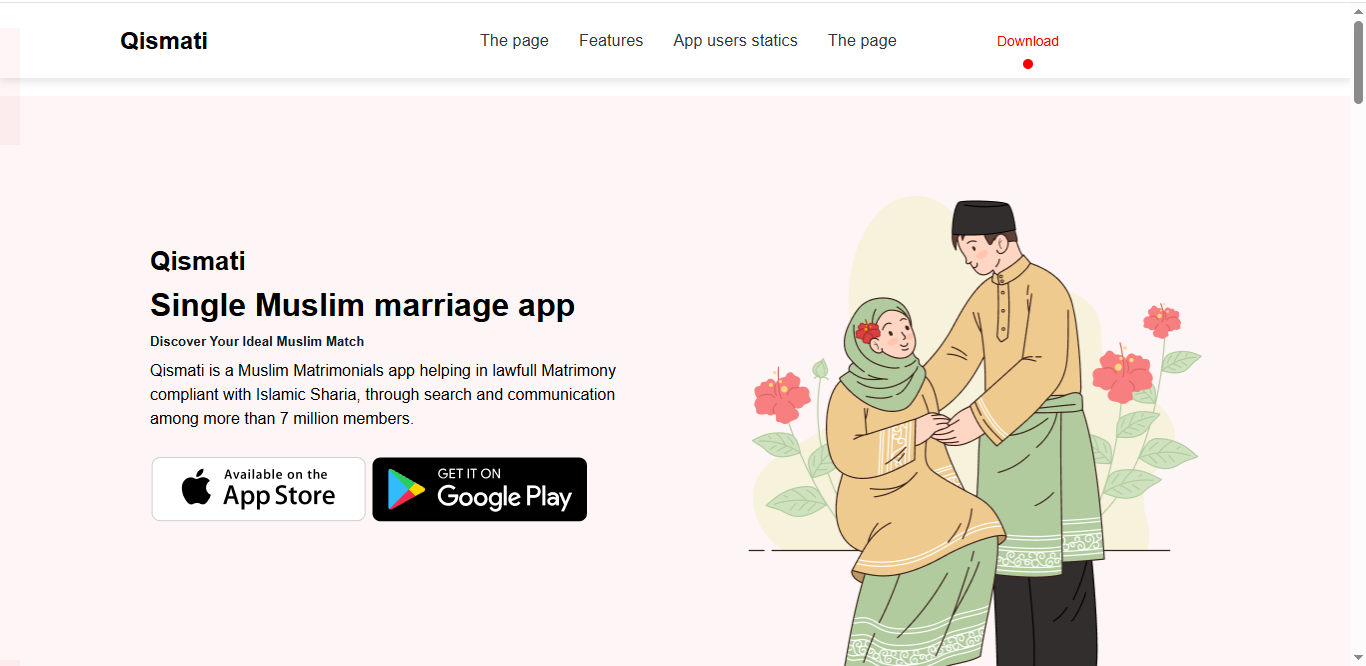 Qismati
The page
Features
App users statics
The page
Download
Qismati
Single Muslim marriage app
Discover Your Ideal Muslim Match
Qismati is a Muslim Matrimonials app helping in lawfull Matrimony
compliant with Islamic Sharia, through search and communication
among more than 7 million members.
Available on the
App Store
GET IT ON
Google Play